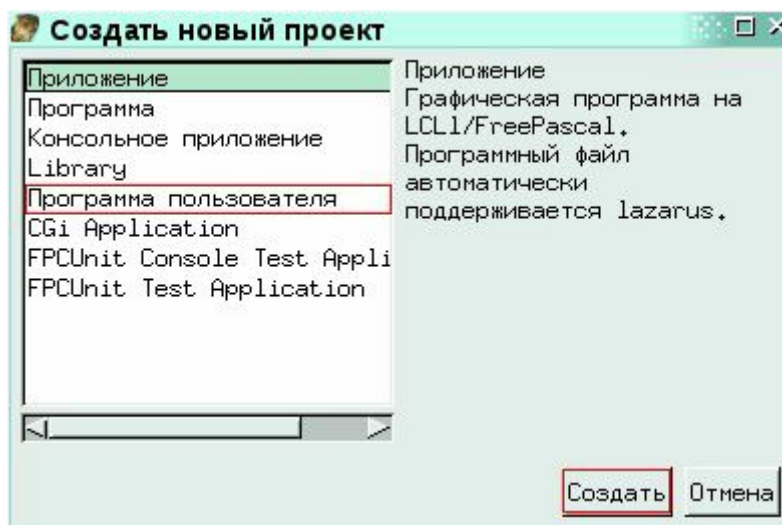 Создать новый проект
Приложение
Программа
Консольное приложение
Library
Программа пользователя
CGi Application
FPCUnit Console Test Appli
FPCUnit Test Application
Приложение
Графическая программа на
LCLl/FreePascal.
Программный файл
автоматически
поддерживается lazarus.
Создать
Отмена